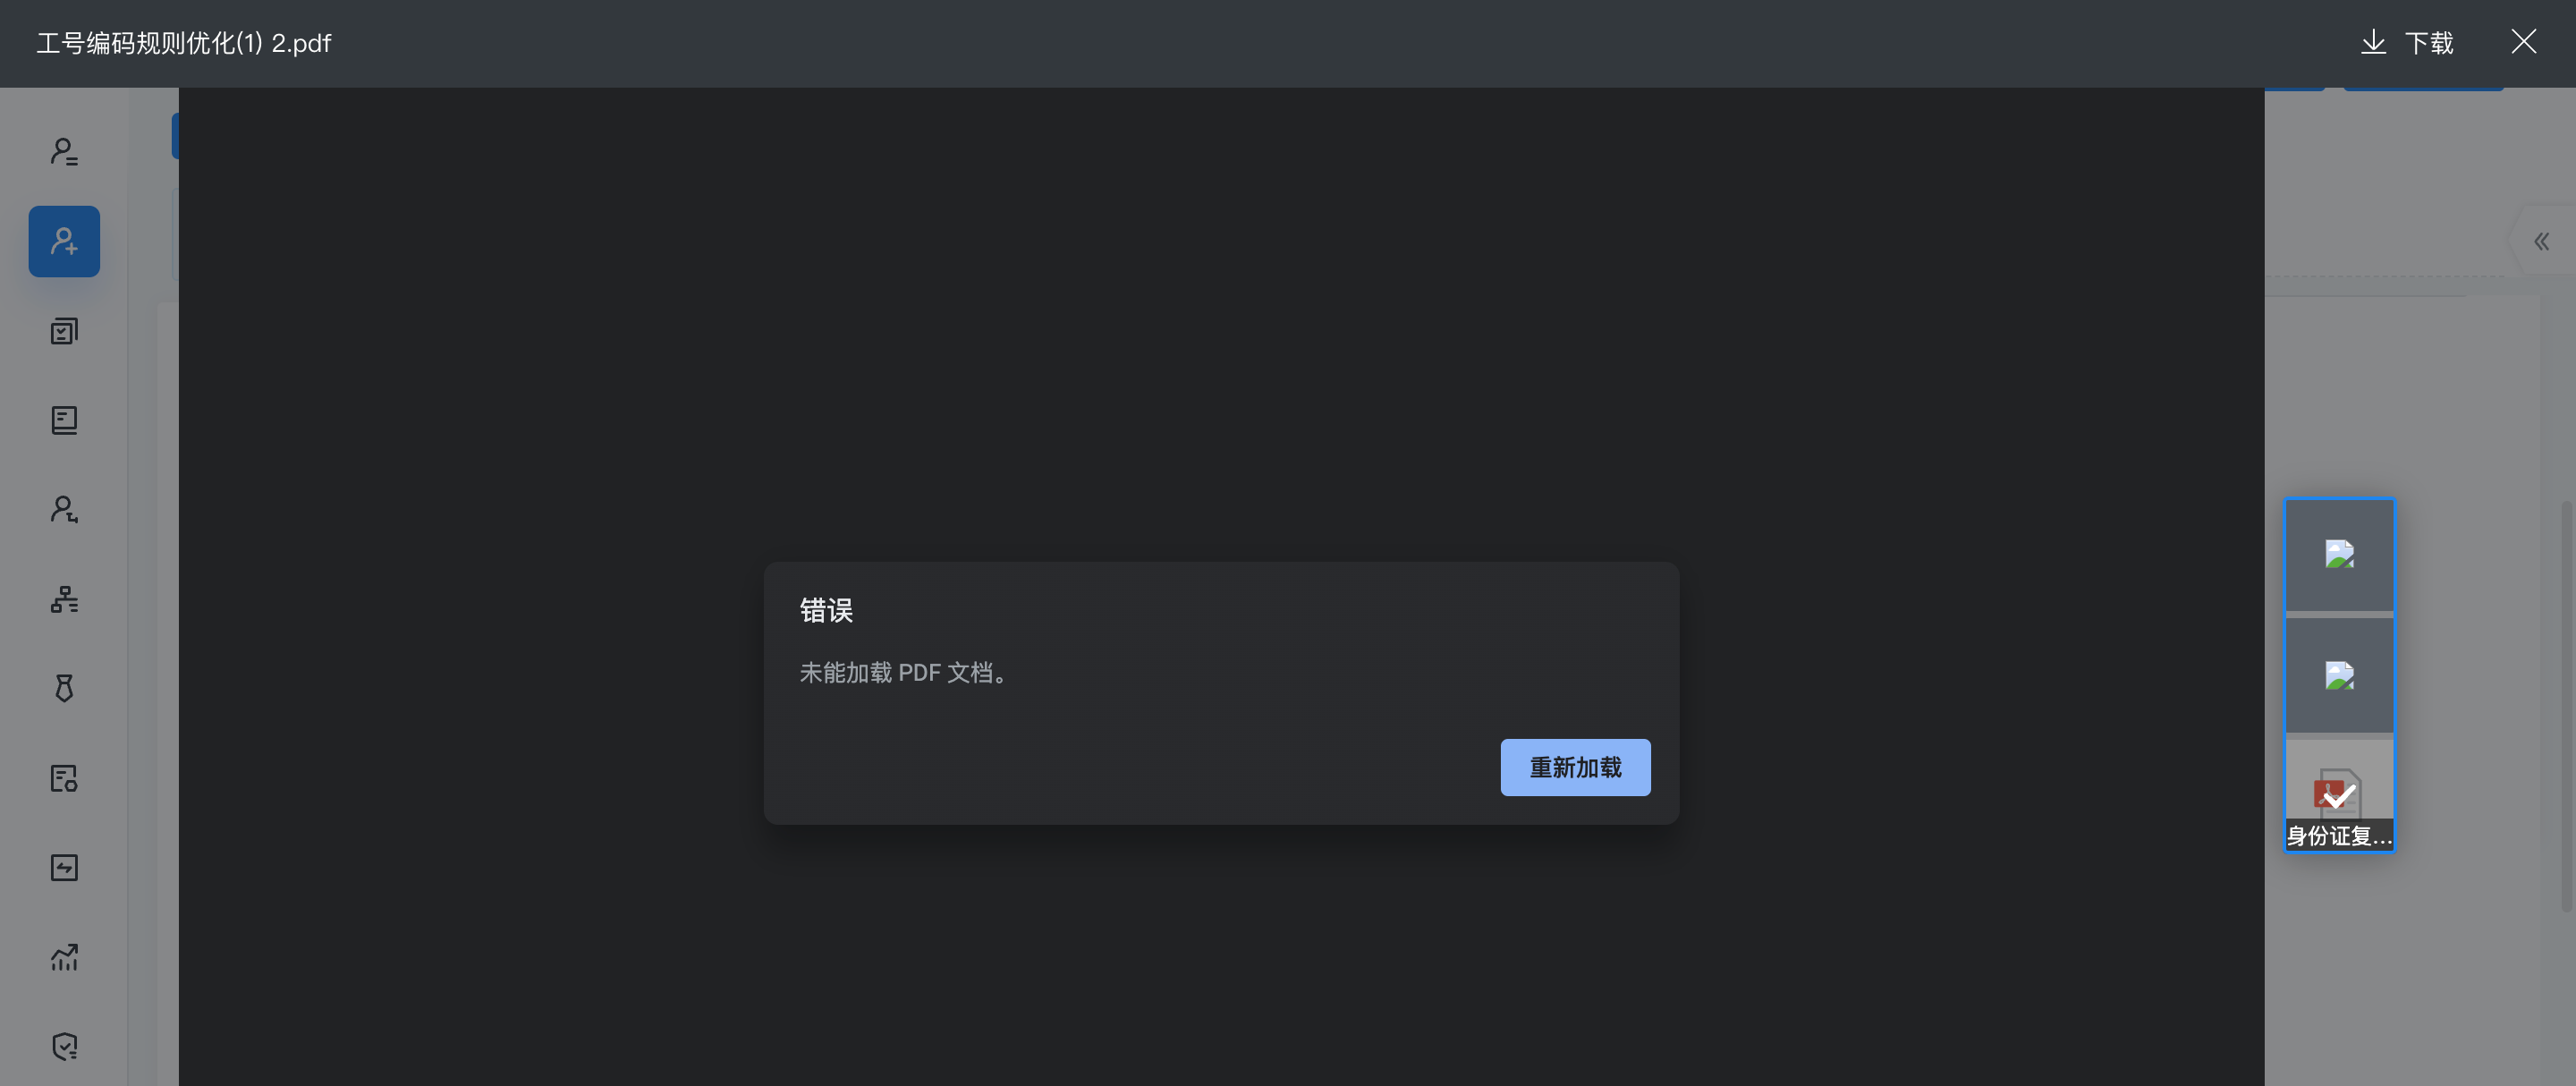 工号编码规则优化(1) 2.pdf
下载
错误
未能加载 PDF 文档。
重新加载
身份证复...